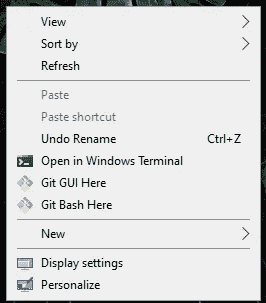 View
Sort by
Refresh
Paste
Paste shortcut
Undo Rename Ctrl+Z
Open in Windows Terminal
Git GUI Here
Git Bash Here
New
Display settings
Personalize